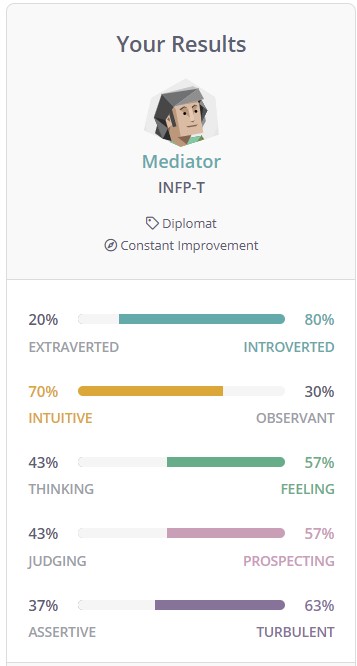 Your Results
Mediator
INFP-T
Diplomat
Constant Improvement
20% 80%
EXTRAVERTED INTROVERTED
70% 30%
INTUITIVE OBSERVANT
43% 57%
THINKING FEELING
43% 57%
JUDGING PROSPECTING
37% 63%
ASSERTIVE TURBULENT